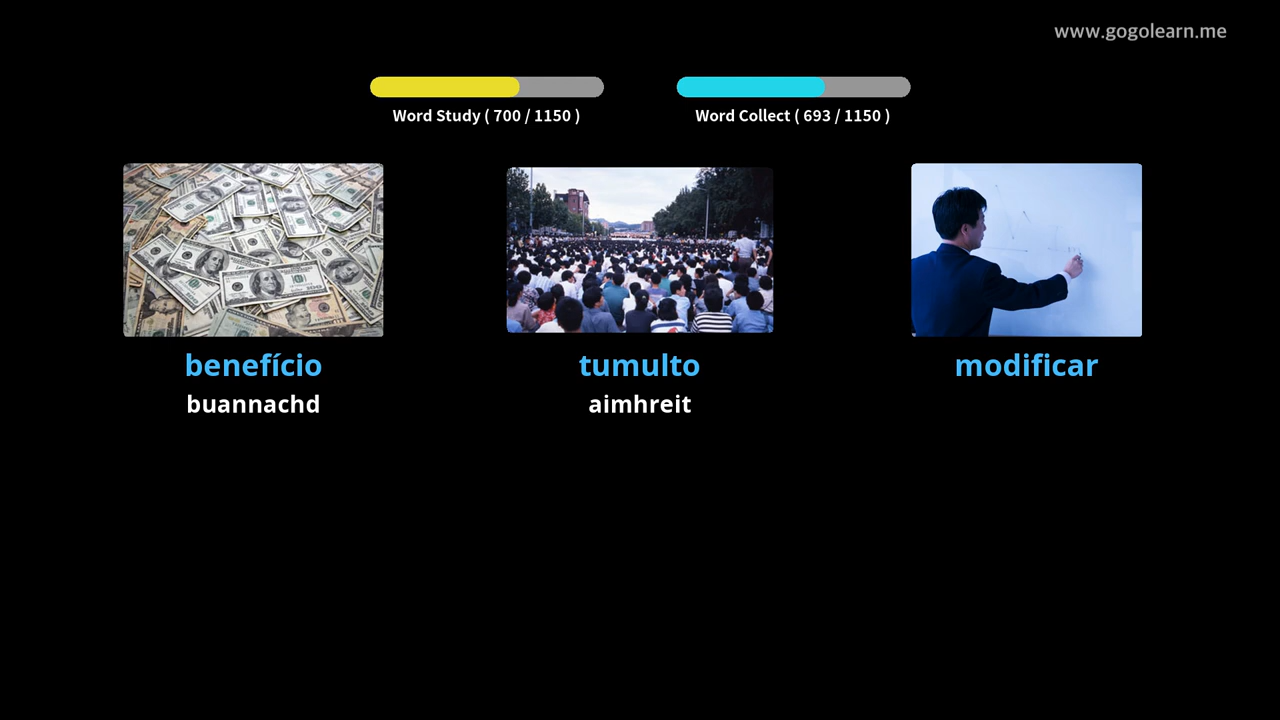 www.gogolearn.me
Word Study ( 700 / 1150 )
Word Collect ( 693 / 1150 )
benefício
tumulto
modificar
buannachd
aimhreit